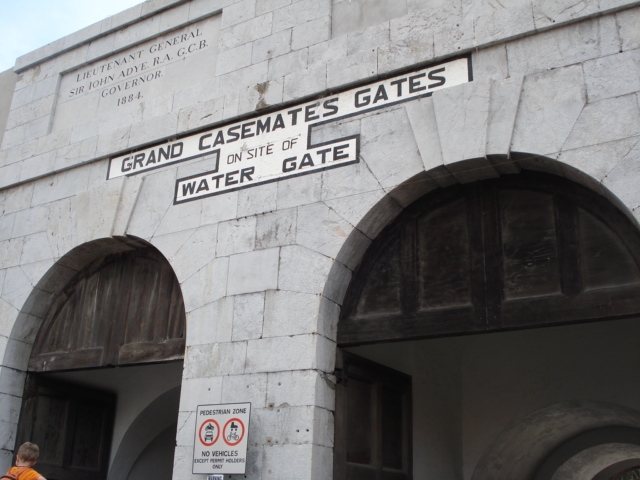 LIEUTENANT GENERAL
SIR JOHN ADYE. R.A. G.C.B.
GOVERNOR.
1884.
GRAND CASEMATES GATES
ON SITE OF
WATER GATE
PEDESTRIAN ZONE
NO VEHICLES
EXCEPT PERMIT HOLDERS
ONLY